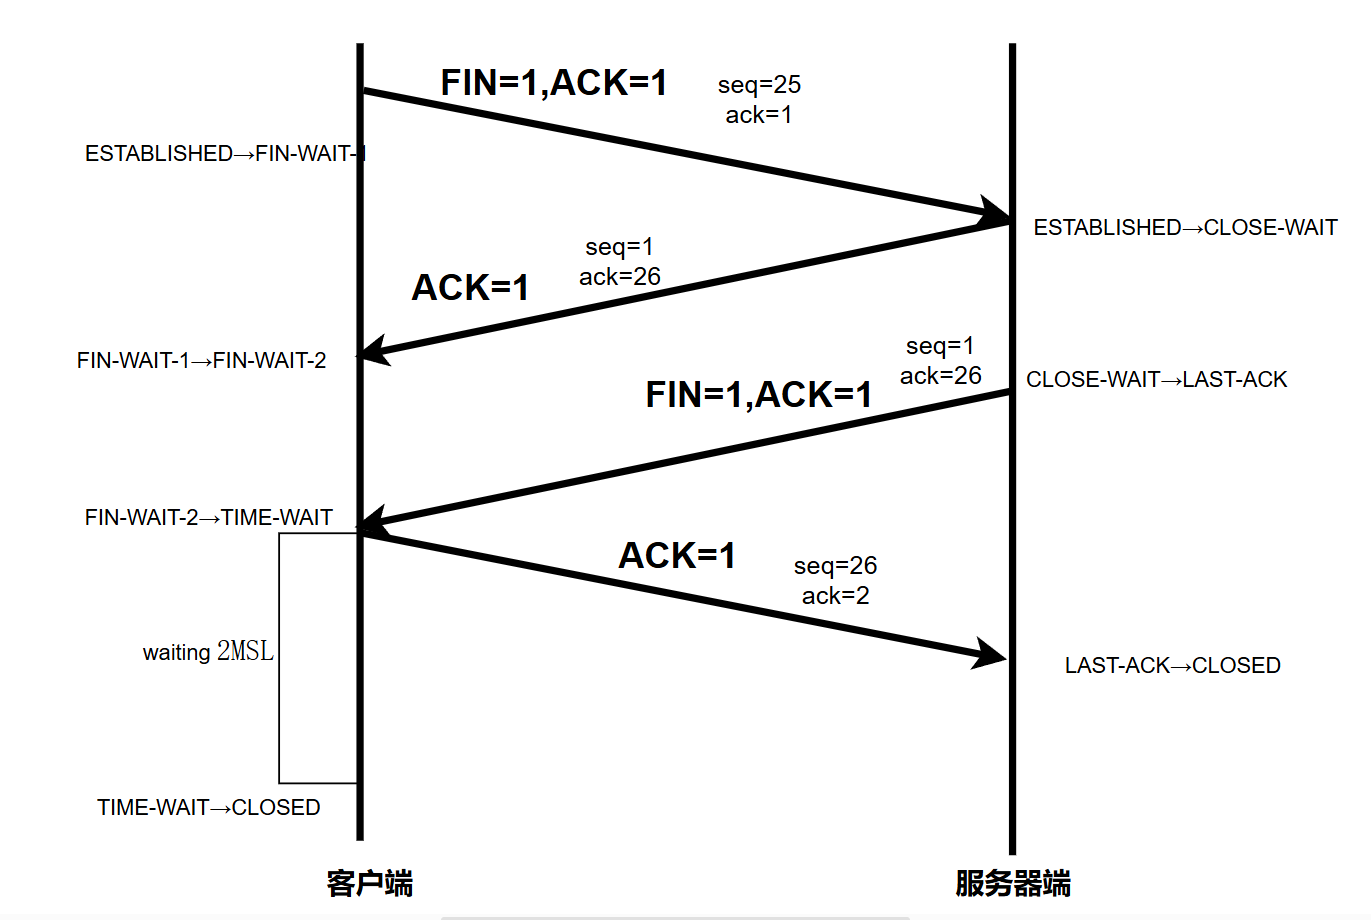 FIN=1,ACK=1
seq=25
ack=1
ESTABLISHED→FIN-WAIT-1
ESTABLISHED→CLOSE-WAIT
seq=1
ack=26
ACK=1
FIN-WAIT-1→FIN-WAIT-2
seq=1
ack=26
CLOSE-WAIT→LAST-ACK
FIN=1,ACK=1
FIN-WAIT-2→TIME-WAIT
ACK=1
seq=26
ack=2
waiting 2MSL
LAST-ACK→CLOSED
TIME-WAIT→CLOSED
客户端
服务器端